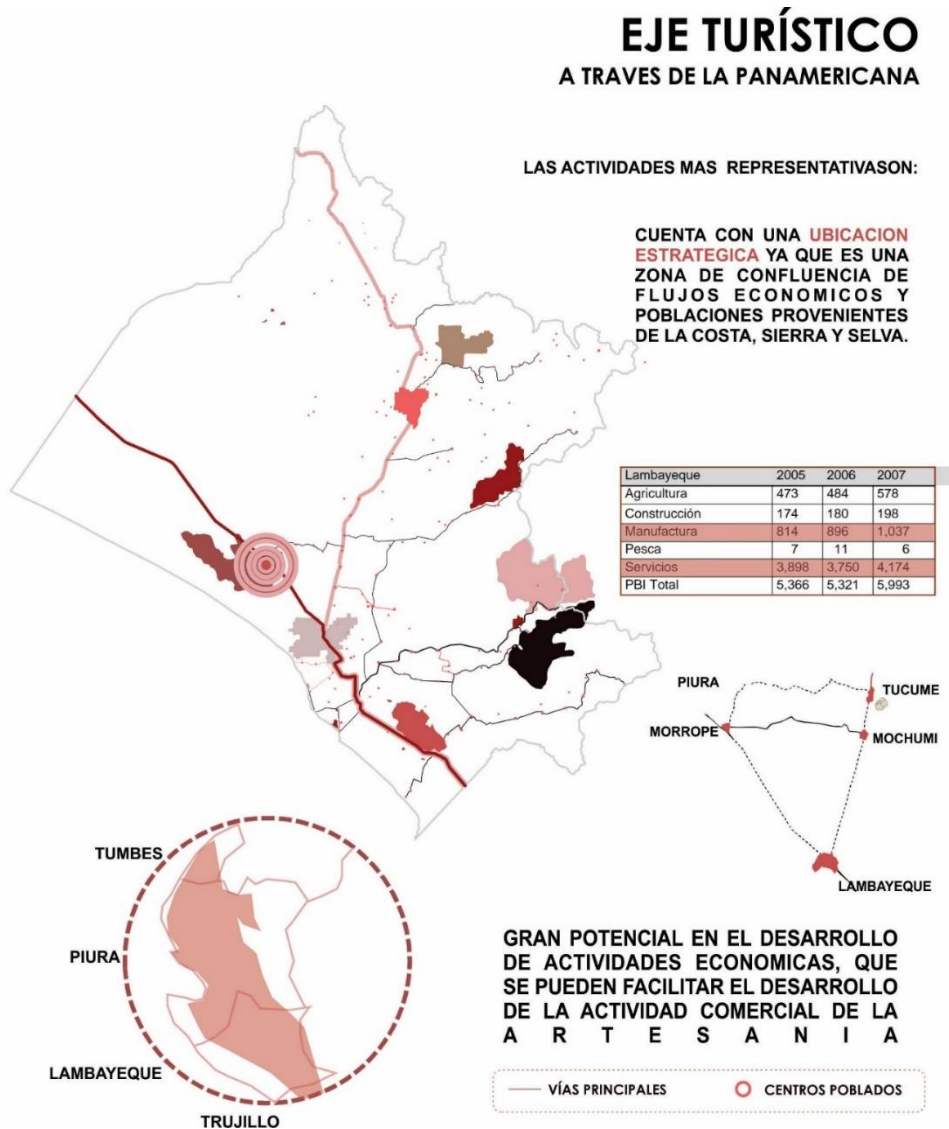 EJE TURÍSTICO
A TRAVES DE LA PANAMERICANA
LAS ACTIVIDADES MAS REPRESENTATIVASON:
CUENTA CON UNA UBICACION
ESTRATEGICA YA QUE ES UNA
ZONA DE CONFLUENCIA DE
FLUJOS ECONOMICOS Y
POBLACIONES PROVENIENTES
DE LA COSTA, SIERRA Y SELVA.
Lambayeque 2005 2006 2007
Agricultura 473 484 578
Construcción 174 180 198
Manufactura 814 896 1,037
Pesca 7 11 6
Servicios 3,898 3,750 4,174
PBI Total 5,366 5,321 5,993
PIURA
TUCUME
MORROPE
MOCHUMI
LAMBAYEQUE
TUMBES
PIURA
LAMBAYEQUE
TRUJILLO
GRAN POTENCIAL EN EL DESARROLLO
DE ACTIVIDADES ECONOMICAS, QUE
SE PUEDEN FACILITAR EL DESARROLLO
DE LA ACTIVIDAD COMERCIAL DE LA
A R T E S A N I A
VÍAS PRINCIPALES
CENTROS POBLADOS